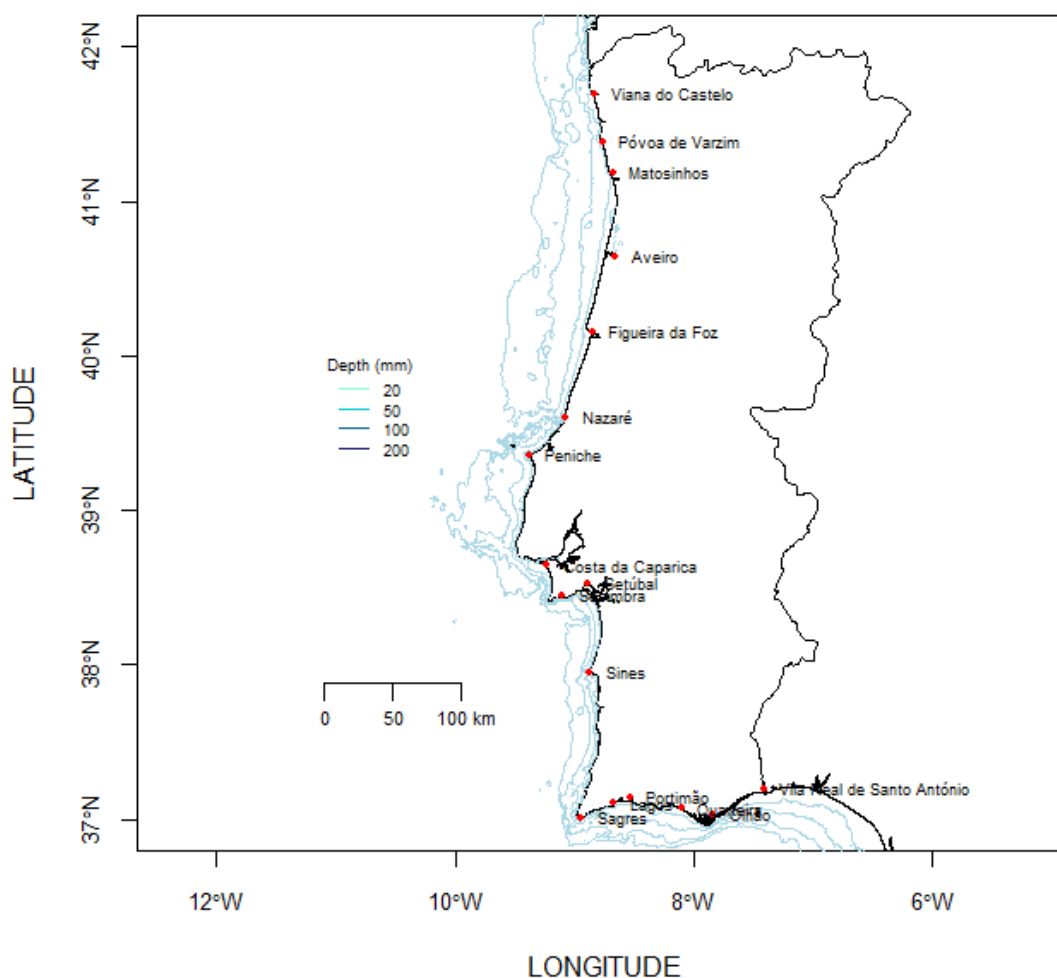 42°N
41°N
40°N
39°N
38°N
37°N
LATITUDE
Viana do Castelo
Póvoa de Varzim
Matosinhos
Aveiro
Figueira da Foz
Depth (mm)
20
50
100
200
Nazaré
Peniche
Costa da Caparica
Setúbal
Sesimbra
Sines
0 50 100 km
Portimão
Lagos
Sagres
Quarteira
Olhão
Vila Real de Santo António
12°W 10°W 8°W 6°W
LONGITUDE